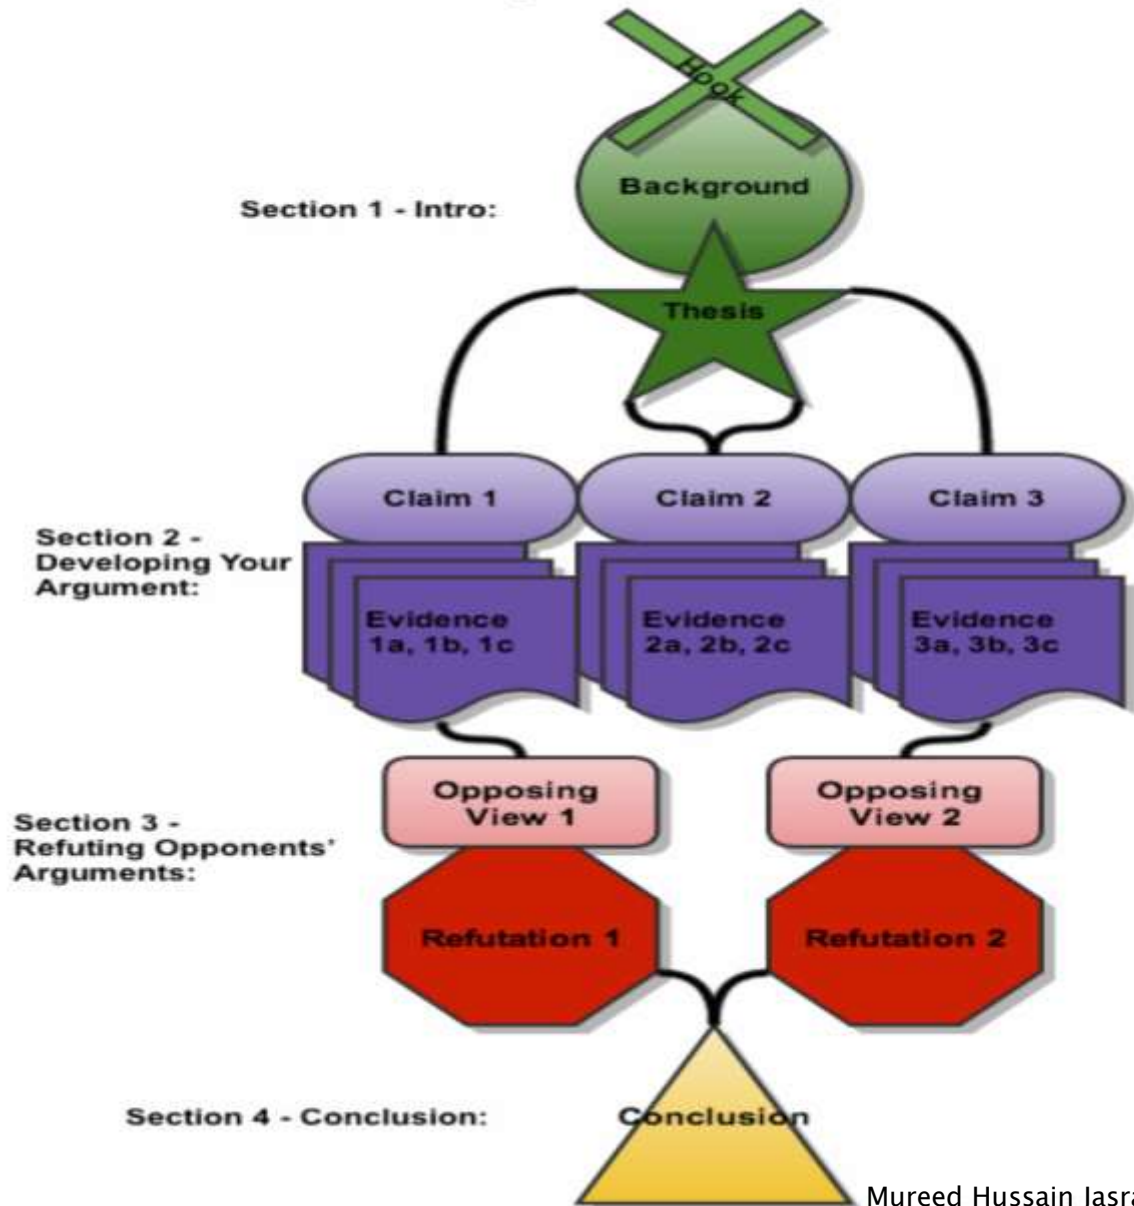 Hook
Background
Section 1 - Intro:
Thesis
Claim 1
Claim 2
Claim 3
Section 2 -
Developing Your
Argument:
Evidence
1a, 1b, 1c
Evidence
2a, 2b, 2c
Evidence
3a, 3b, 3c
Opposing
View 1
Opposing
View 2
Section 3 -
Refuting Opponents'
Arguments:
Refutation 1
Refutation 2
Section 4 - Conclusion:
Conclusion
Mureed Hussain